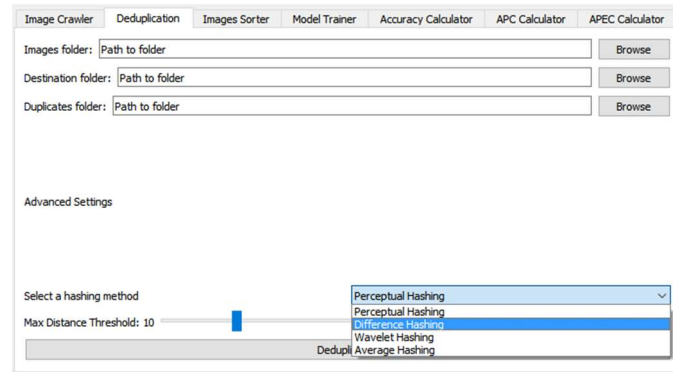 Image Crawler Deduplication Images Sorter Model Trainer Accuracy Calculator APC Calculator APEC Calculator
Images folder: Path to folder Browse
Destination folder: Path to folder Browse
Duplicates folder: Path to folder Browse
Advanced Settings
Select a hashing method Perceptual Hashing
Perceptual Hashing
Max Distance Threshold: 10 Difference Hashing
Wavelet Hashing
Dedupli Average Hashing